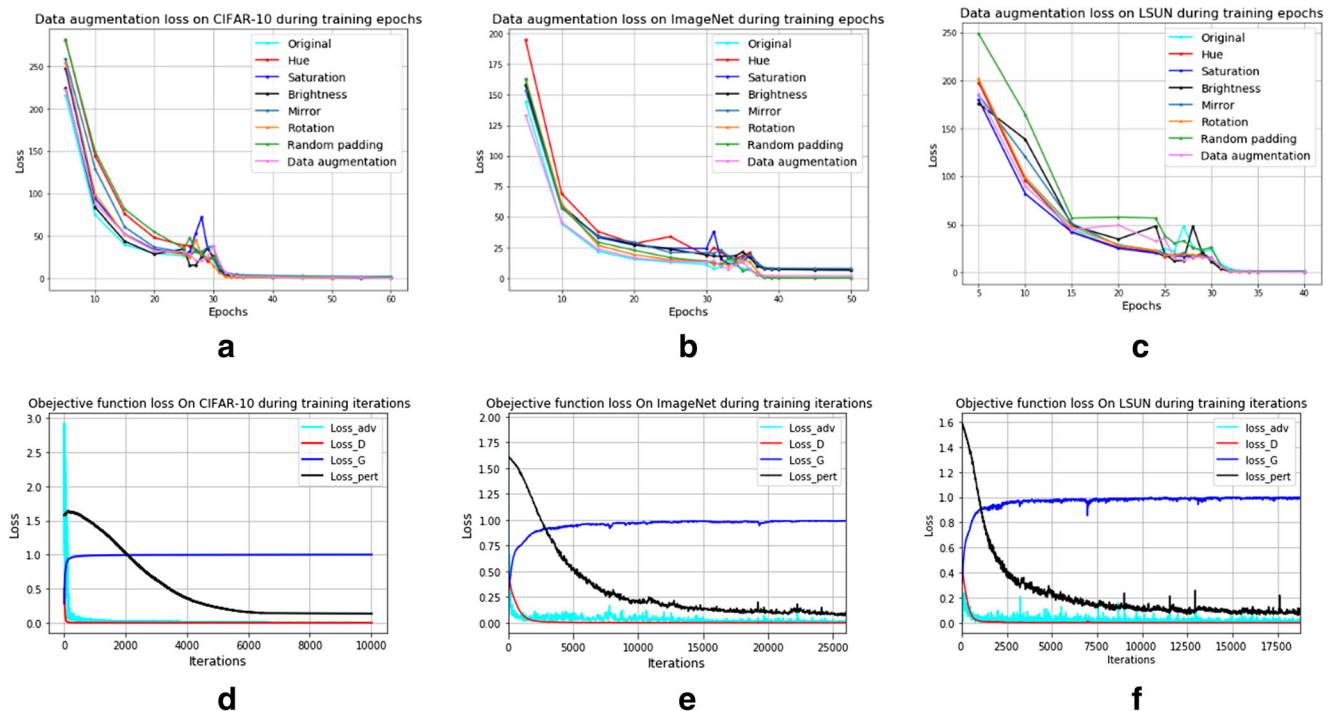 Data augmentation loss on CIFAR-10 during training epochs
Loss
250
200
150
100
50
0
10
20
30
40
50
60
Epochs
Original
Hue
Saturation
Brightness
Mirror
Rotation
Random padding
Data augmentation
a
Data augmentation loss on ImageNet during training epochs
Loss
200
175
150
125
100
75
50
25
0
10
20
30
40
50
Epochs
Original
Hue
Saturation
Brightness
Mirror
Rotation
Random padding
Data augmentation
b
Data augmentation loss on LSUN during training epochs
Loss
250
200
150
100
50
0
5
10
15
20
25
30
35
40
Epochs
Original
Hue
Saturation
Brightness
Mirror
Rotation
Random padding
Data augmentation
c
Obejective function loss On CIFAR-10 during training iterations
Loss
3.0
2.5
2.0
1.5
1.0
0.5
0.0
0
2000
4000
6000
8000
10000
Iterations
Loss_adv
Loss_D
Loss_G
Loss_pert
d
Obejective function loss On ImageNet during training iterations
Loss
2.00
1.75
1.50
1.25
1.00
0.75
0.50
0.25
0.00
0
5000
10000
15000
20000
25000
Iterations
Loss_adv
Loss_D
Loss_G
Loss_pert
e
Objective function loss On LSUN during training iterations
Loss
1.6
1.4
1.2
1.0
0.8
0.6
0.4
0.2
0.0
0
2500
5000
7500
10000
12500
15000
17500
Iterations
loss_adv
loss_D
loss_G
loss_pert
f